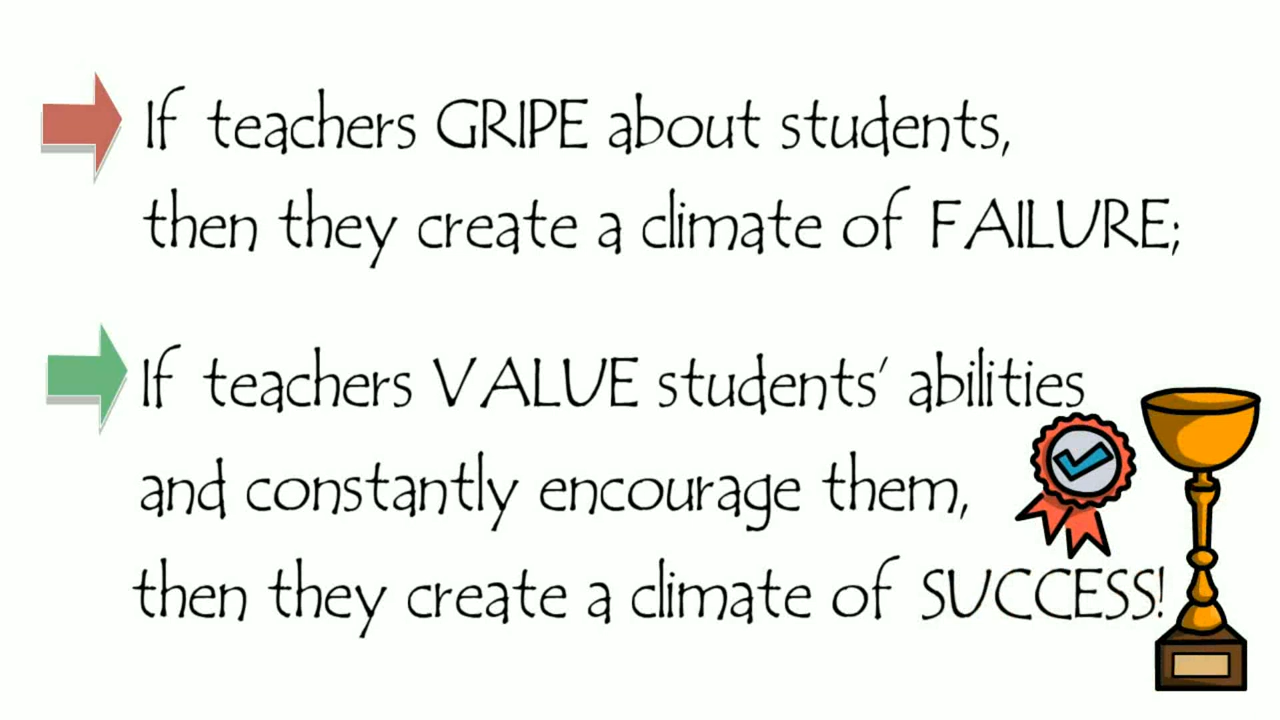 If teachers GRIPE about students,
then they create a climate of FAILURE;
If teachers VALUE students' abilities
and constantly encourage them,
then they create a climate of SUCCESS!